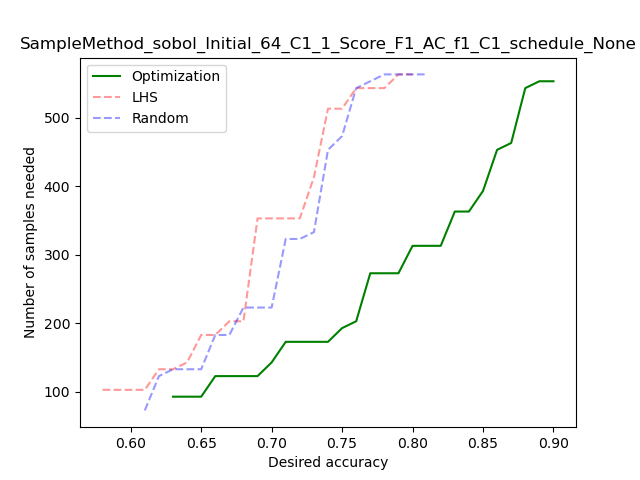 SampleMethod_sobol_Initial_64_C1_1_Score_F1_AC_f1_C1_schedule_None
Optimization
LHS
Random
Number of samples needed
500
400
300
200
100
0.60 0.65 0.70 0.75 0.80 0.85 0.90
Desired accuracy